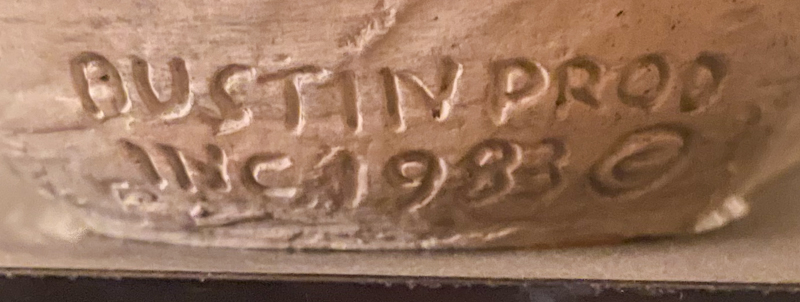 AUSTIN PROD
INC 1983 ©